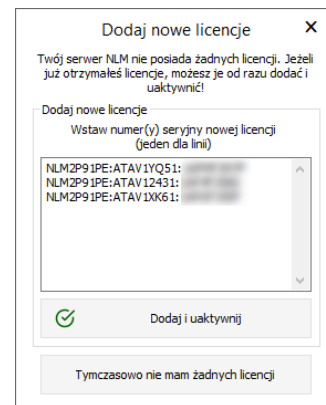 Dodaj nowe licencje
Twój serwer NLM nie posiada żadnych licencji. Jeżeli
już otrzymałeś licencje, możesz je od razu dodać i
uaktywnić!
Dodaj nowe licencje
Wstaw numer(y) seryjny nowej licencji
(jeden dla linii)
NLM2P91PE:ATAV1YQ51:
NLM2P91PE:ATAV12431:
NLM2P91PE:ATAV1XK61:
Dodaj i uaktywnij
Tymczasowo nie mam żadnych licencji